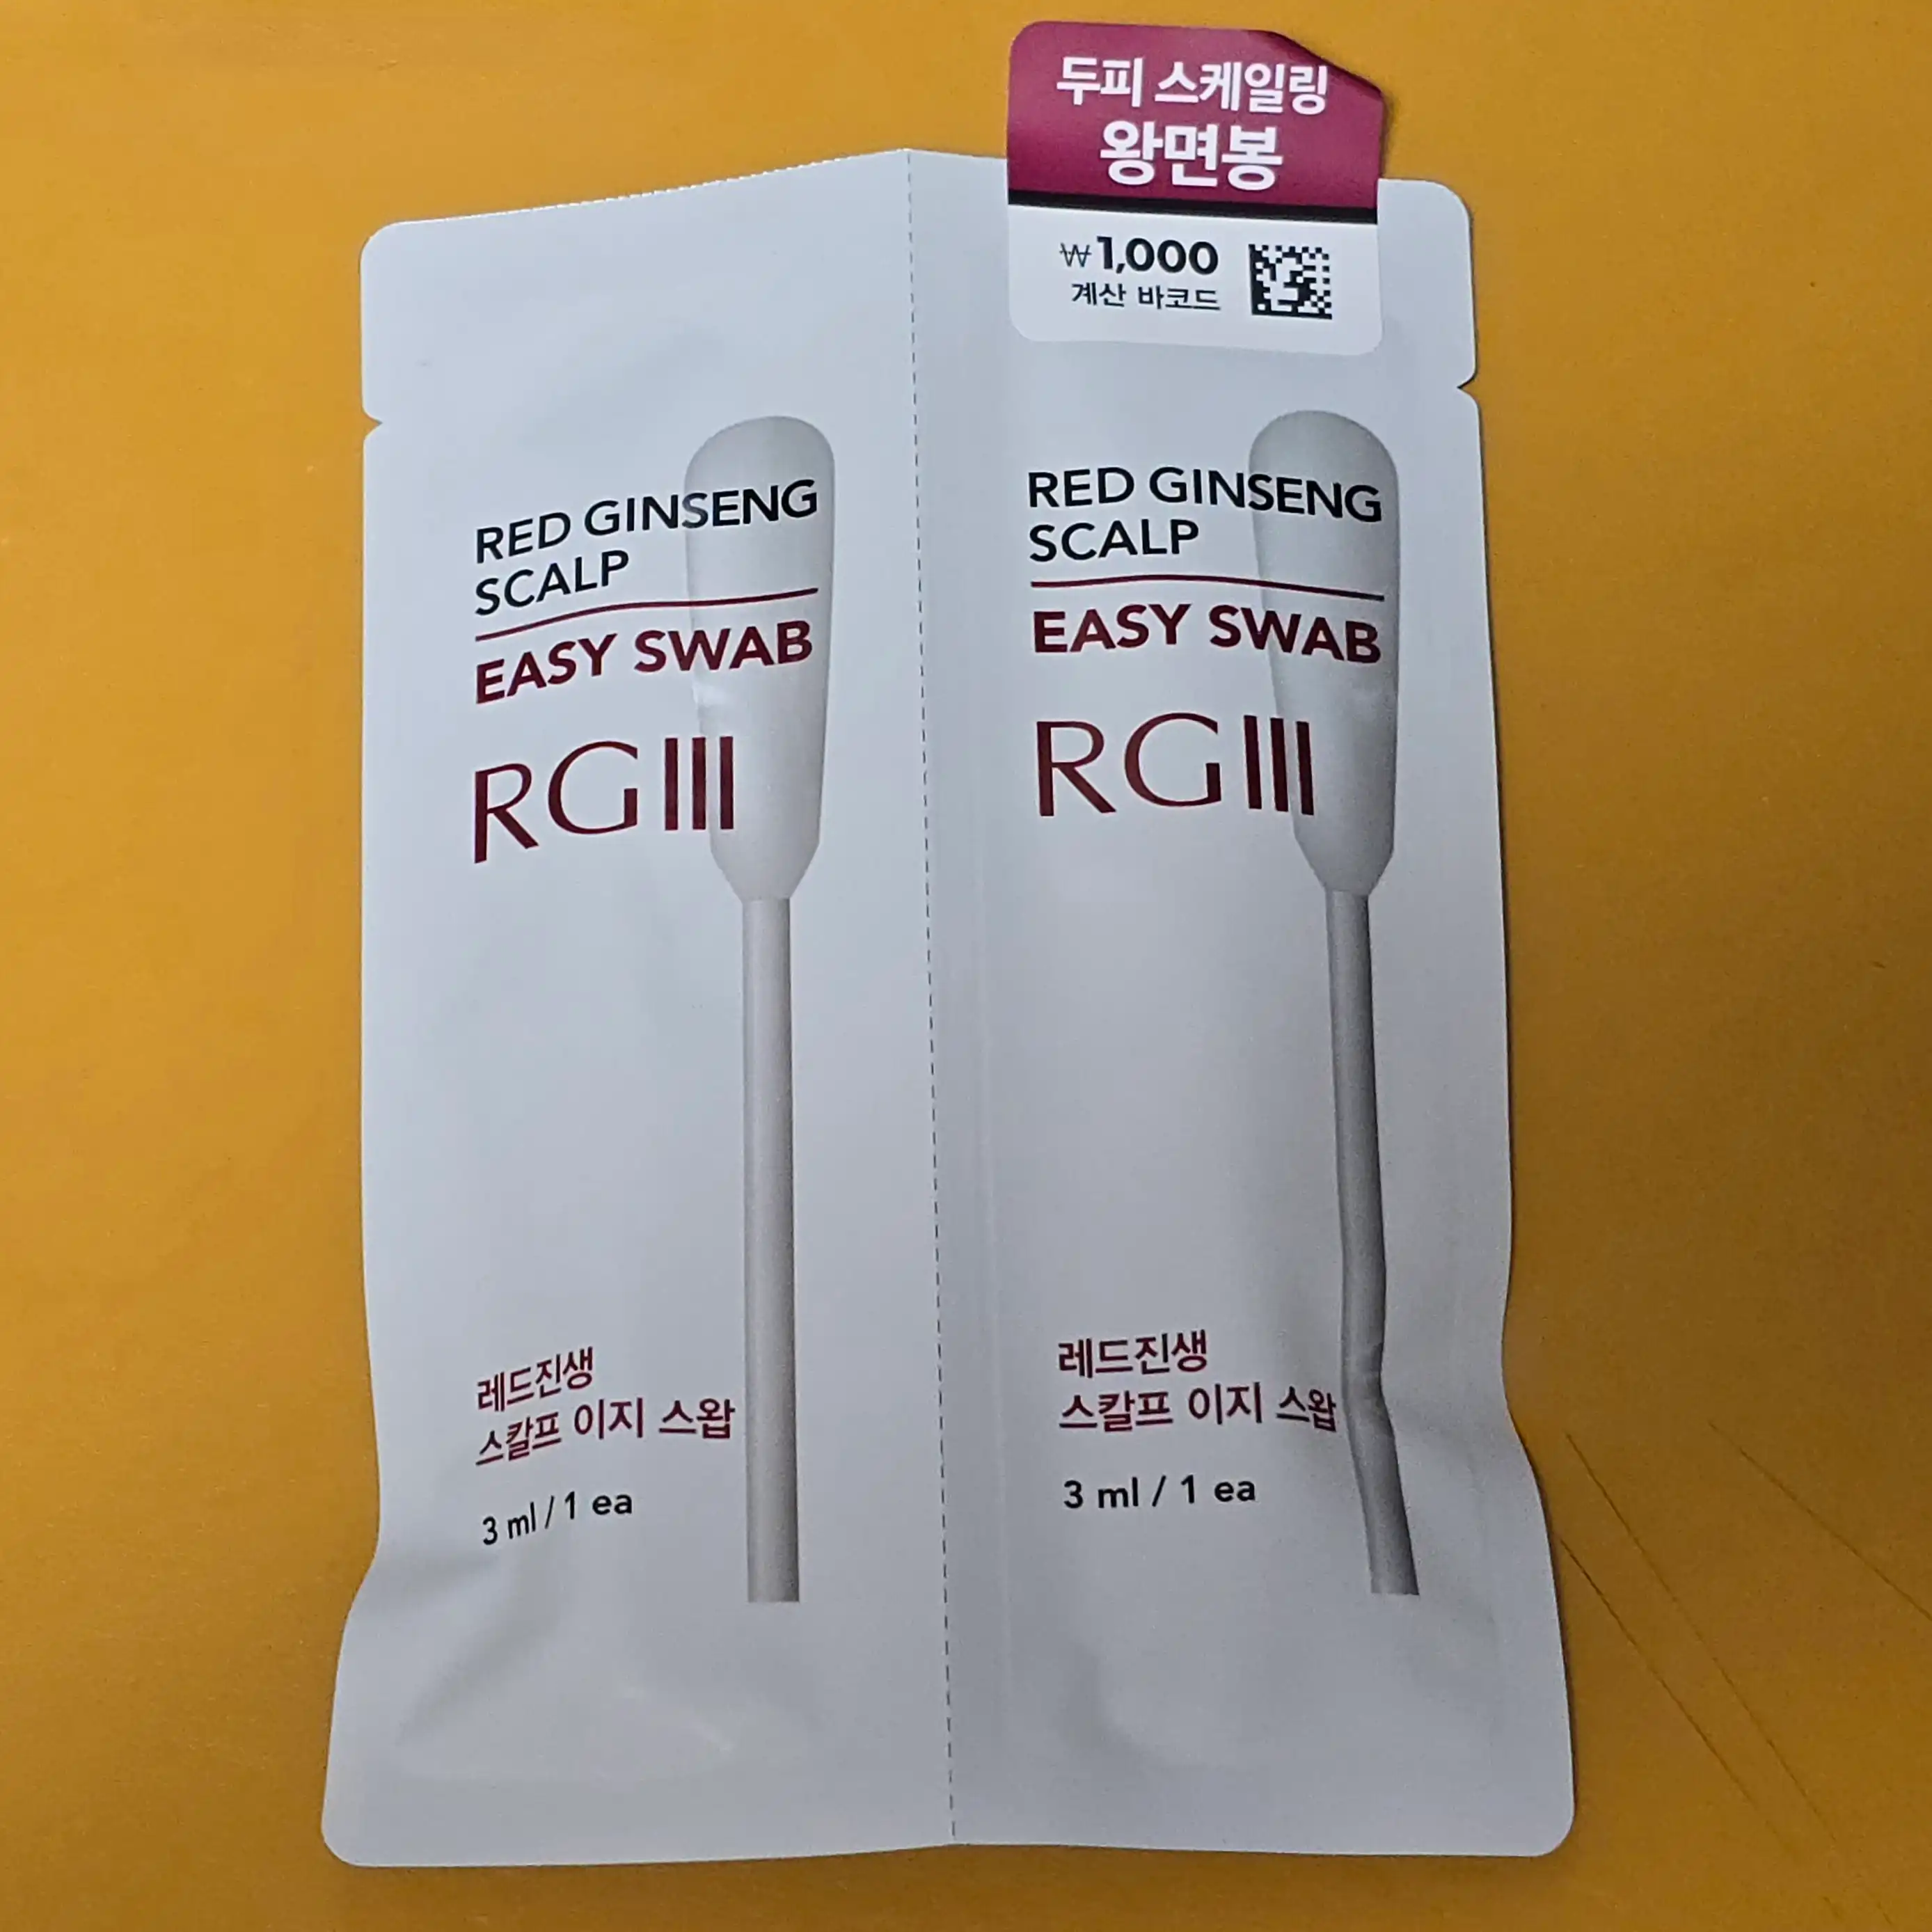 두피 스케일링
왕면봉
₩1,000
계산 바코드
RED GINSENG
SCALP
EASY SWAB
RGIII
레드진생
스칼프 이지 스왑
3 ml / 1 ea
RED GINSENG
SCALP
EASY SWAB
RGIII
레드진생
스칼프 이지 스왑
3 ml / 1 ea